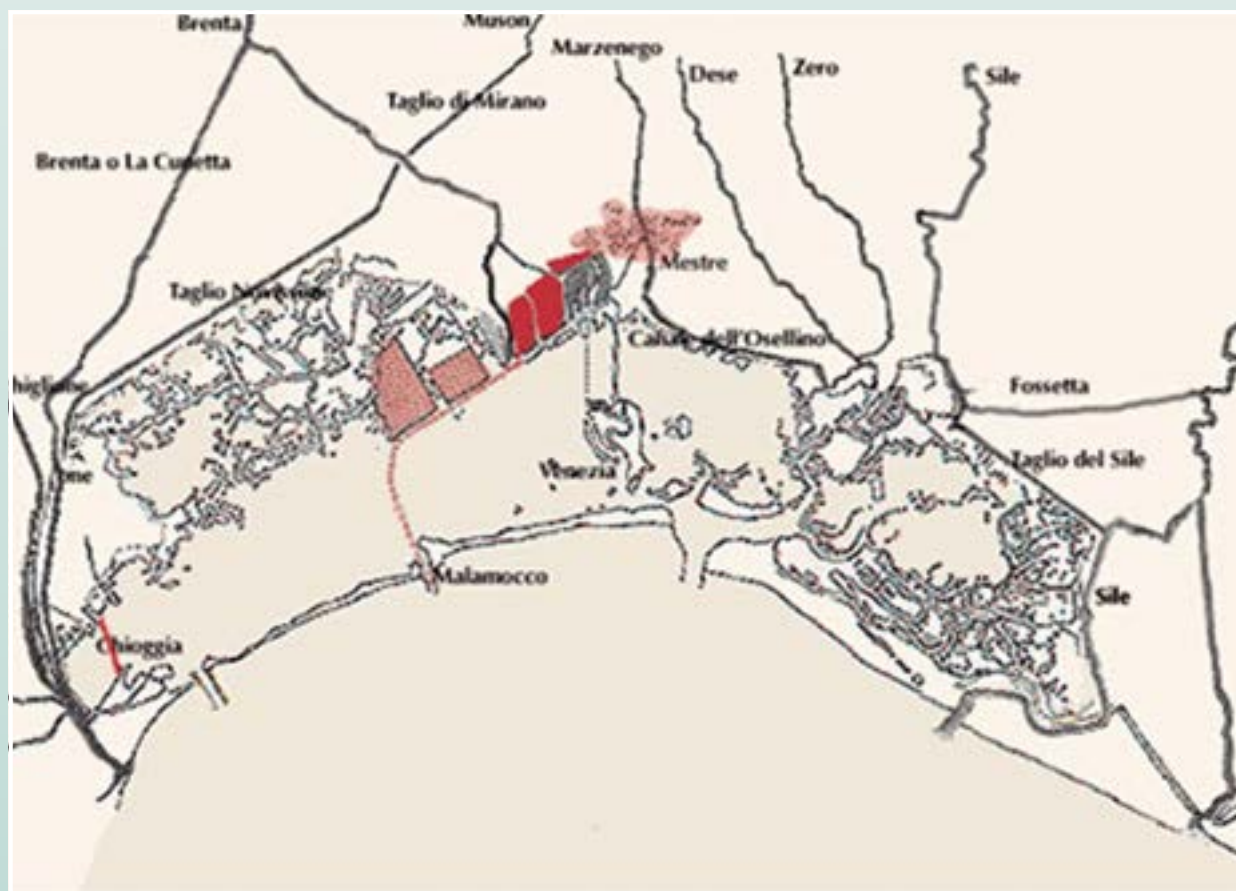 Brenta
Muson
Marzenego
Dese
Zero
Sile
Taglio di Mirano
Brenta o La Cunetta
Mestre
Taglio
Canale dell'Osellino
Fossetta
Taglio del Sile
Venezia
Malamocco
Sile
Chioggia